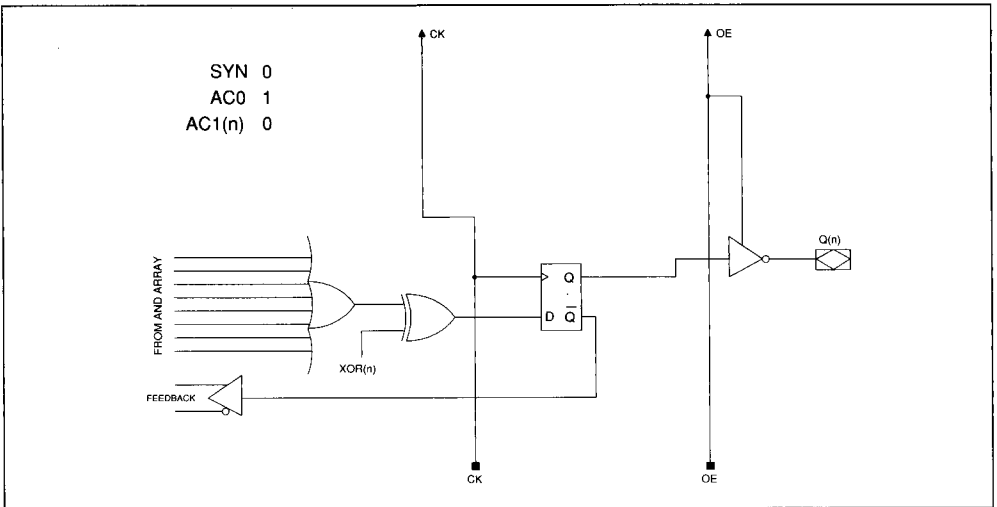 CK
OE
SYN 0
AC0 1
AC1(n) 0
Q(n)
FROM AND ARRAY
Q
D Q̅
XOR(n)
FEEDBACK
CK
OE